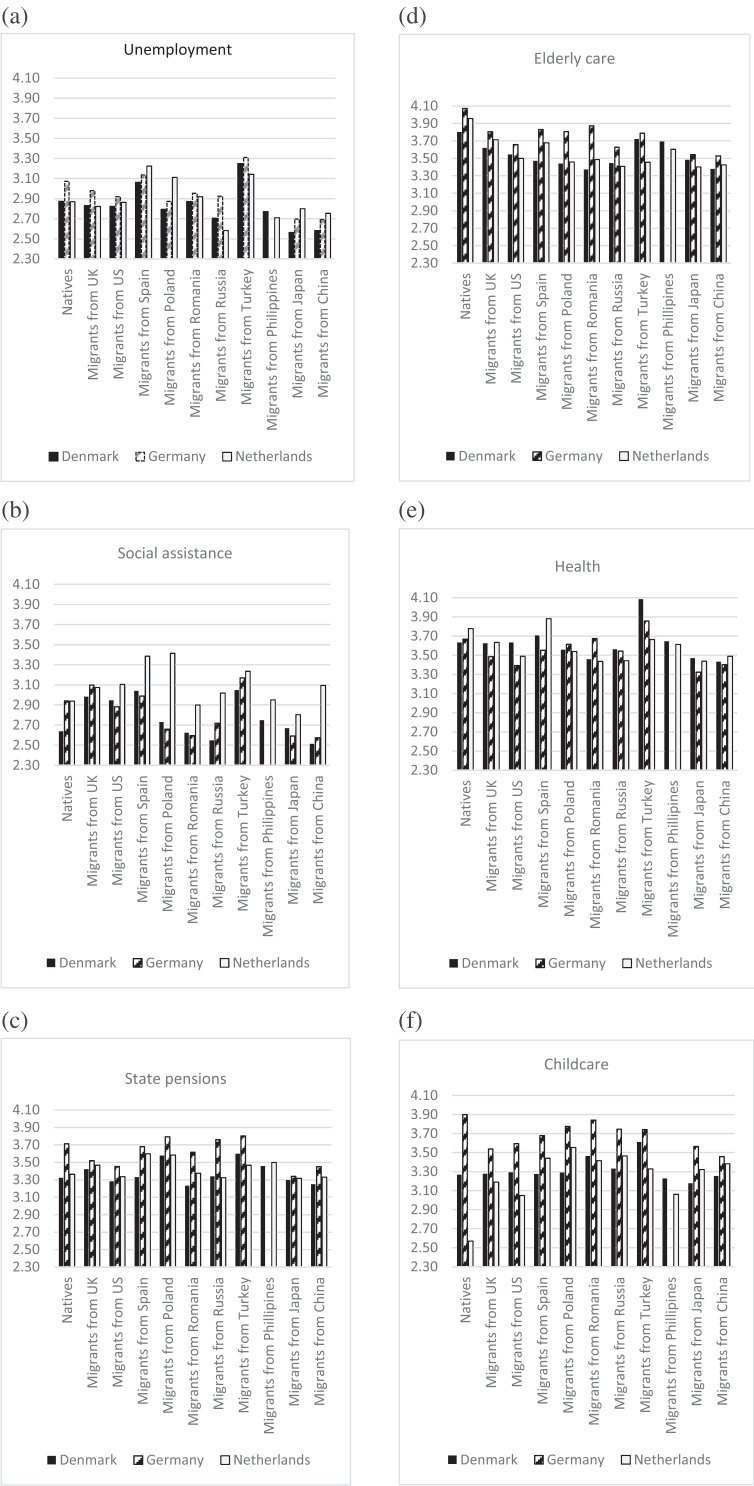 (a)
Unemployment
4.10
3.90
3.70
3.50
3.30
3.10
2.90
2.70
2.50
2.30
Natives
Migrants from UK
Migrants from US
Migrants from Spain
Migrants from Poland
Migrants from Romania
Migrants from Russia
Migrants from Turkey
Migrants from Philippines
Migrants from Japan
Migrants from China
Denmark Germany Netherlands
(b)
Social assistance
4.10
3.90
3.70
3.50
3.30
3.10
2.90
2.70
2.50
2.30
Natives
Migrants from UK
Migrants from US
Migrants from Spain
Migrants from Poland
Migrants from Romania
Migrants from Russia
Migrants from Turkey
Migrants from Philippines
Migrants from Japan
Migrants from China
Denmark Germany Netherlands
(c)
State pensions
4.10
3.90
3.70
3.50
3.30
3.10
2.90
2.70
2.50
2.30
Natives
Migrants from UK
Migrants from US
Migrants from Spain
Migrants from Poland
Migrants from Romania
Migrants from Russia
Migrants from Turkey
Migrants from Phillipines
Migrants from Japan
Migrants from China
Denmark Germany Netherlands
(d)
Elderly care
4.10
3.90
3.70
3.50
3.30
3.10
2.90
2.70
2.50
2.30
Natives
Migrants from UK
Migrants from US
Migrants from Spain
Migrants from Poland
Migrants from Romania
Migrants from Russia
Migrants from Turkey
Migrants from Phillipines
Migrants from Japan
Migrants from China
Denmark Germany Netherlands
(e)
Health
4.10
3.90
3.70
3.50
3.30
3.10
2.90
2.70
2.50
2.30
Natives
Migrants from UK
Migrants from US
Migrants from Spain
Migrants from Poland
Migrants from Romania
Migrants from Russia
Migrants from Turkey
Migrants from Philippines
Migrants from Japan
Migrants from China
Denmark Germany Netherlands
(f)
Childcare
4.10
3.90
3.70
3.50
3.30
3.10
2.90
2.70
2.50
2.30
Natives
Migrants from UK
Migrants from US
Migrants from Spain
Migrants from Poland
Migrants from Romania
Migrants from Russia
Migrants from Turkey
Migrants from Phillipines
Migrants from Japan
Migrants from China
Denmark Germany Netherlands